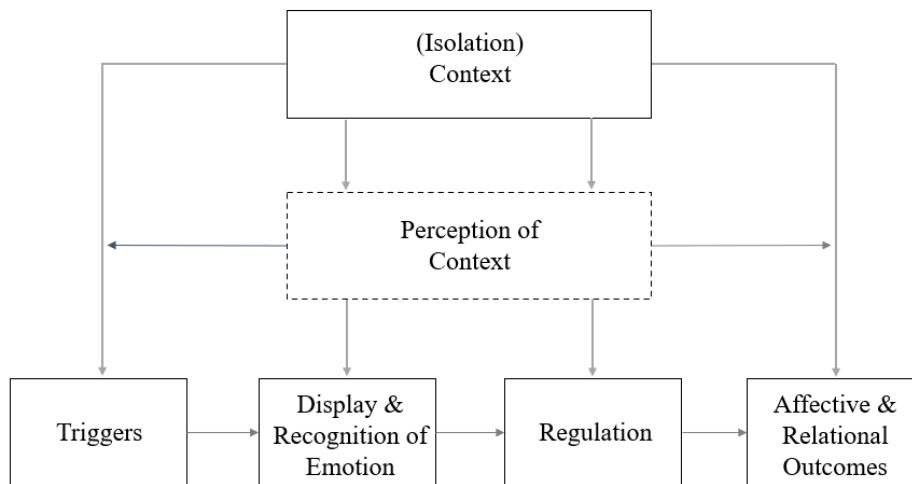 (Isolation)
Context
Perception of
Context
Triggers
Display &
Recognition of
Emotion
Regulation
Affective &
Relational
Outcomes